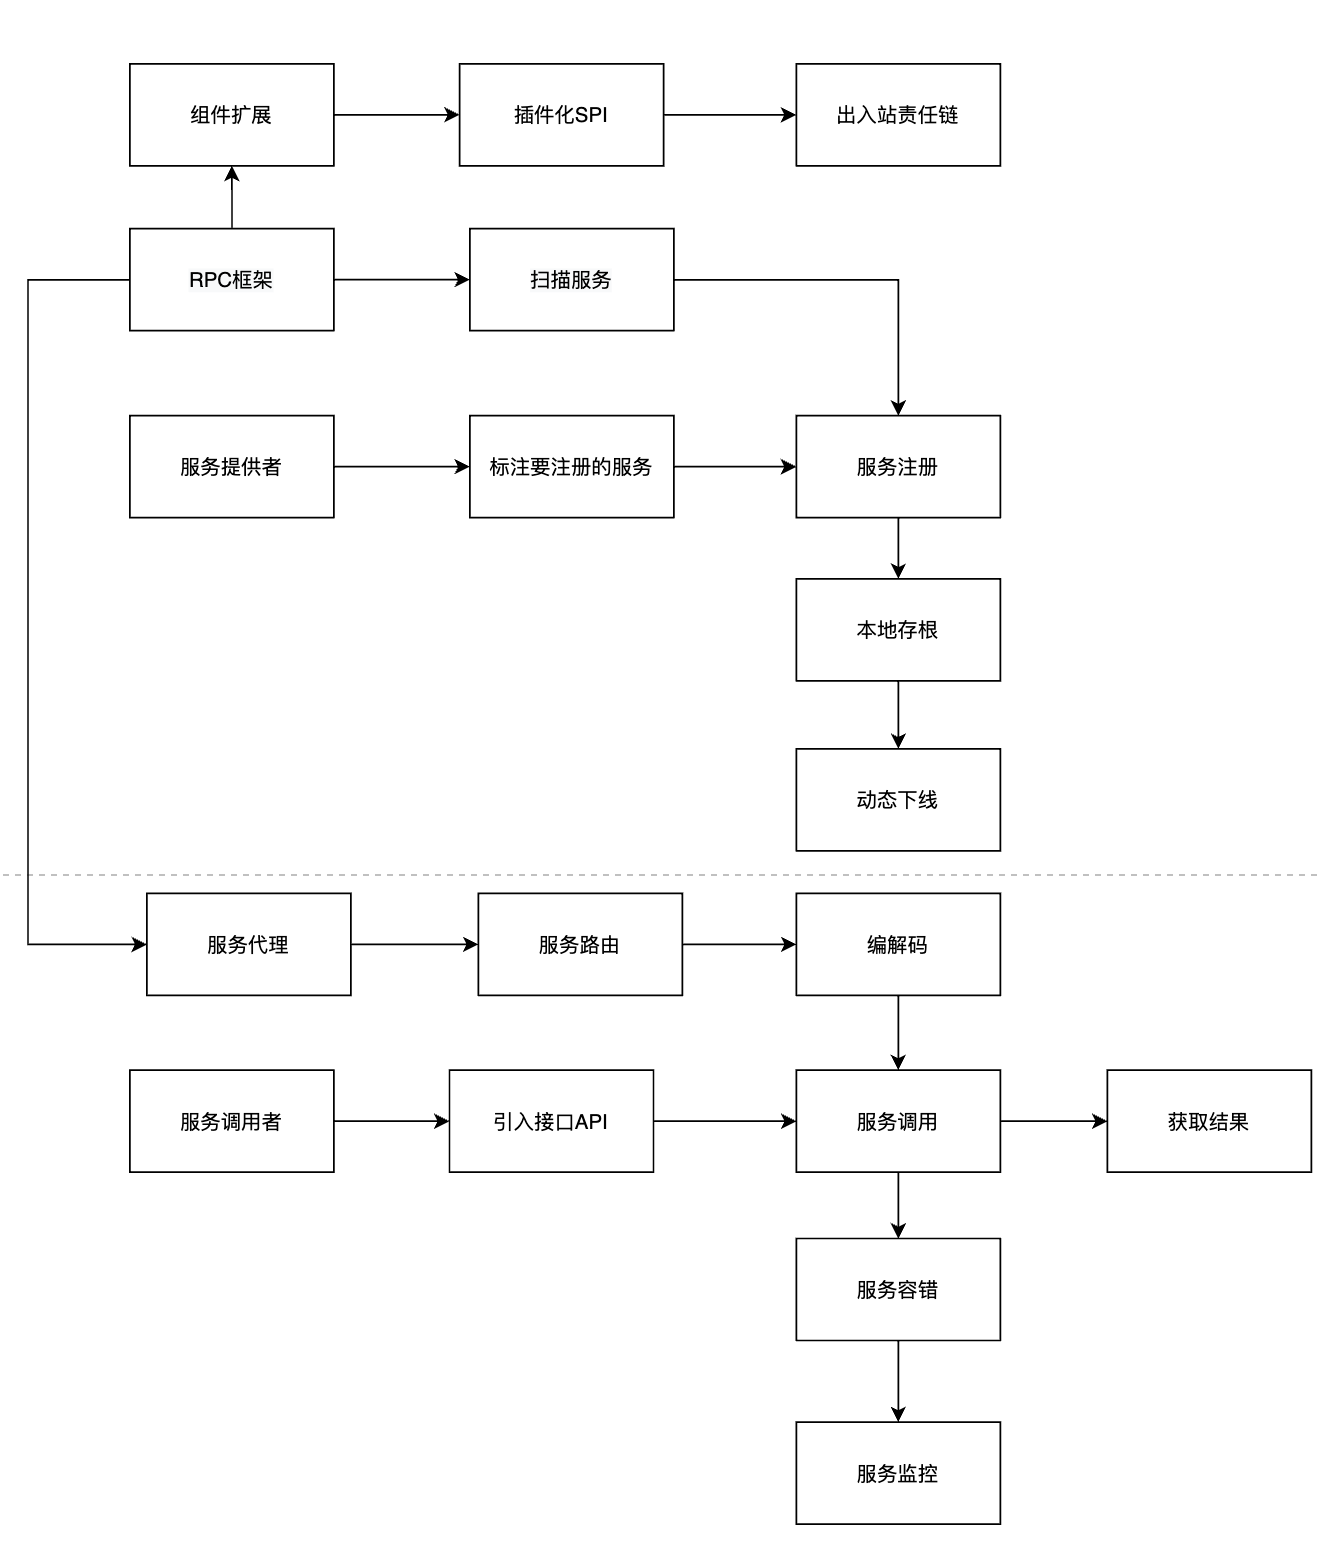 组件扩展
插件化SPI
出入站责任链
RPC框架
扫描服务
服务提供者
标注要注册的服务
服务注册
本地存根
动态下线
服务代理
服务路由
编解码
服务调用者
引入接口API
服务调用
获取结果
服务容错
服务监控